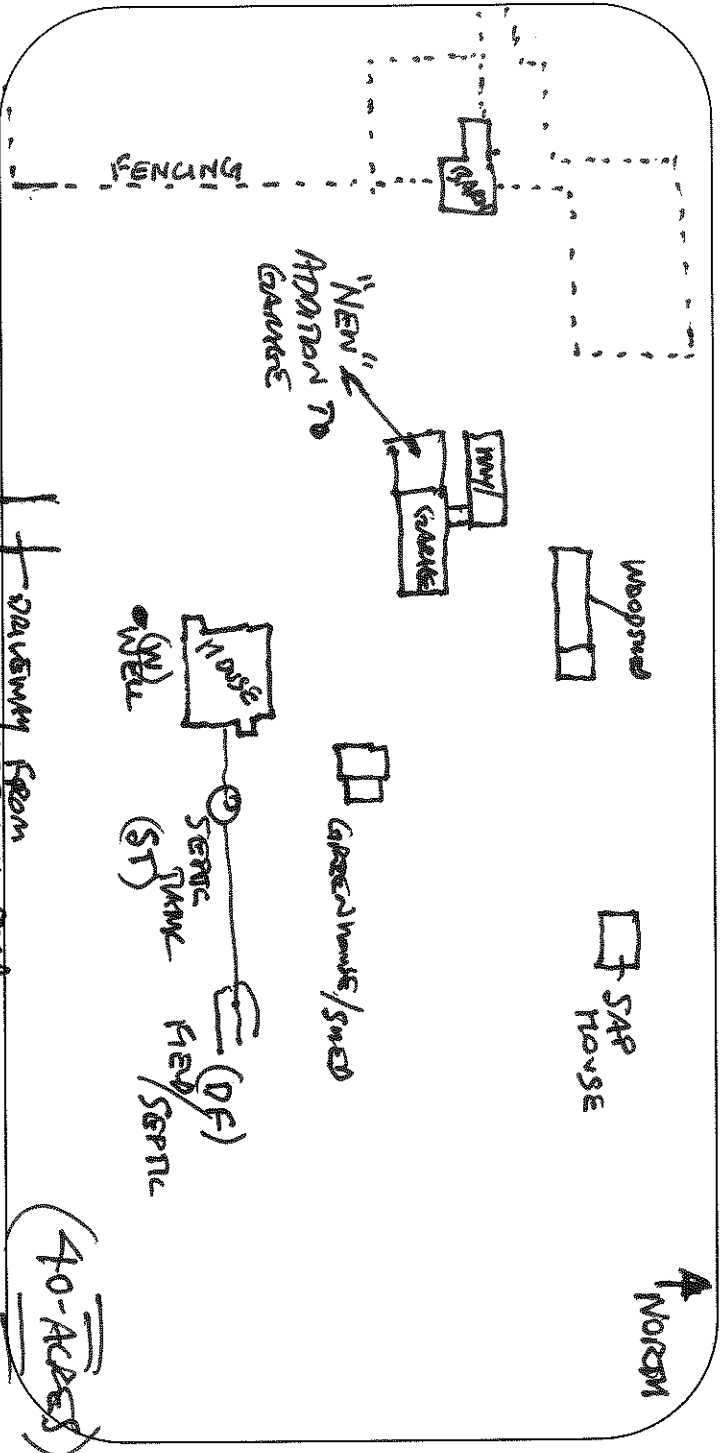 FENCING
BARN
"NEW"
ADDITION TO
GARAGE
GARAGE
WOODSHED
HOUSE
(W)
WELL
GREENHOUSE/SHED
SEPTIC
TANK
(ST)
(DF)
FIELD/
SEPTIC
SAP
HOUSE
NORTH
DRIVEWAY FROM
(40-ACRES)